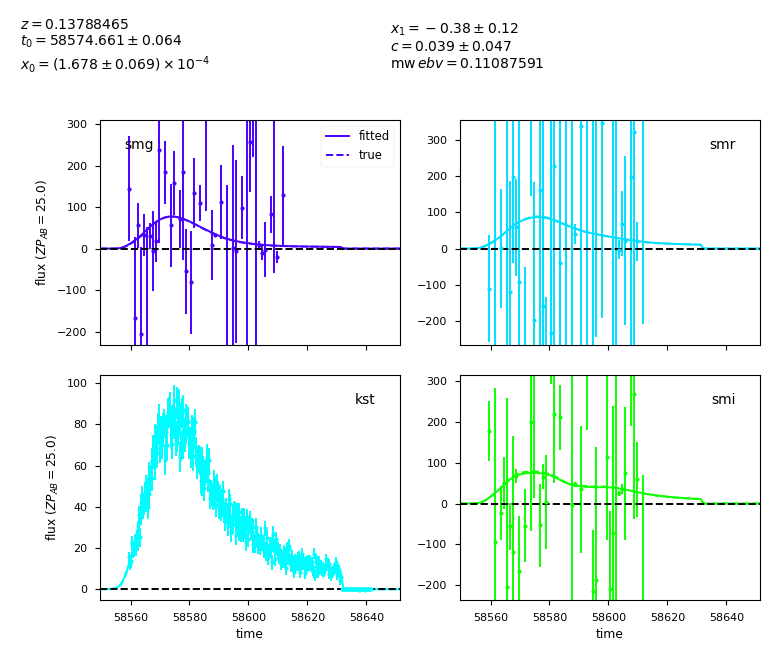 z = 0.13788465
t₀ = 58574.661 ± 0.064
x₀ = (1.678 ± 0.069) × 10⁻⁴
x₁ = −0.38 ± 0.12
c = 0.039 ± 0.047
mw ebv = 0.11087591
smg
fitted
true
300
200
100
0
−100
−200
flux (ZP_AB = 25.0)
smr
300
200
100
0
−100
−200
kst
100
80
60
40
20
0
flux (ZP_AB = 25.0)
58560 58580 58600 58620 58640
time
smi
300
200
100
0
−100
−200
58560 58580 58600 58620 58640
time